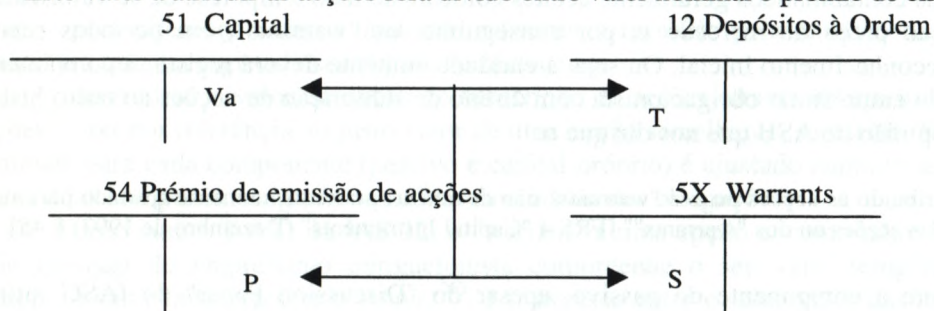 51 Capital 12 Depósitos à Ordem
Va T
54 Prémio de emissão de acções 5X Warrants
P S